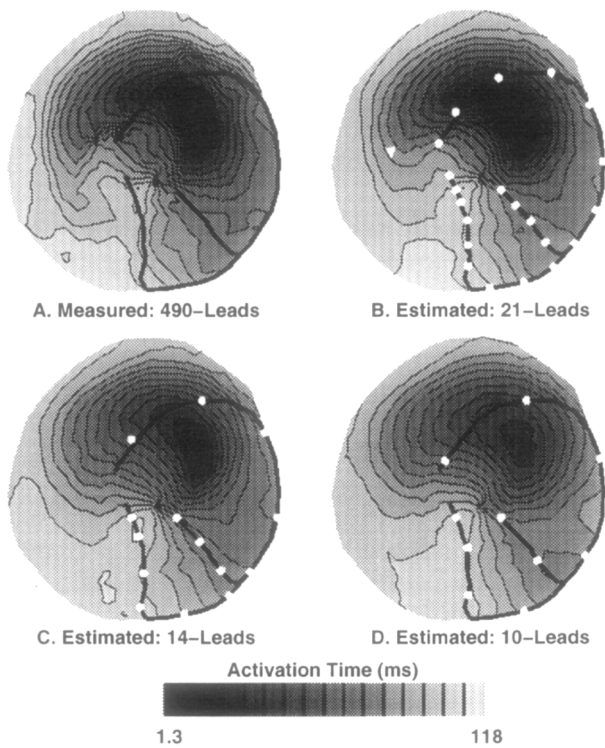 A. Measured: 490–Leads
B. Estimated: 21–Leads
C. Estimated: 14–Leads
D. Estimated: 10–Leads
Activation Time (ms)
1.3
118